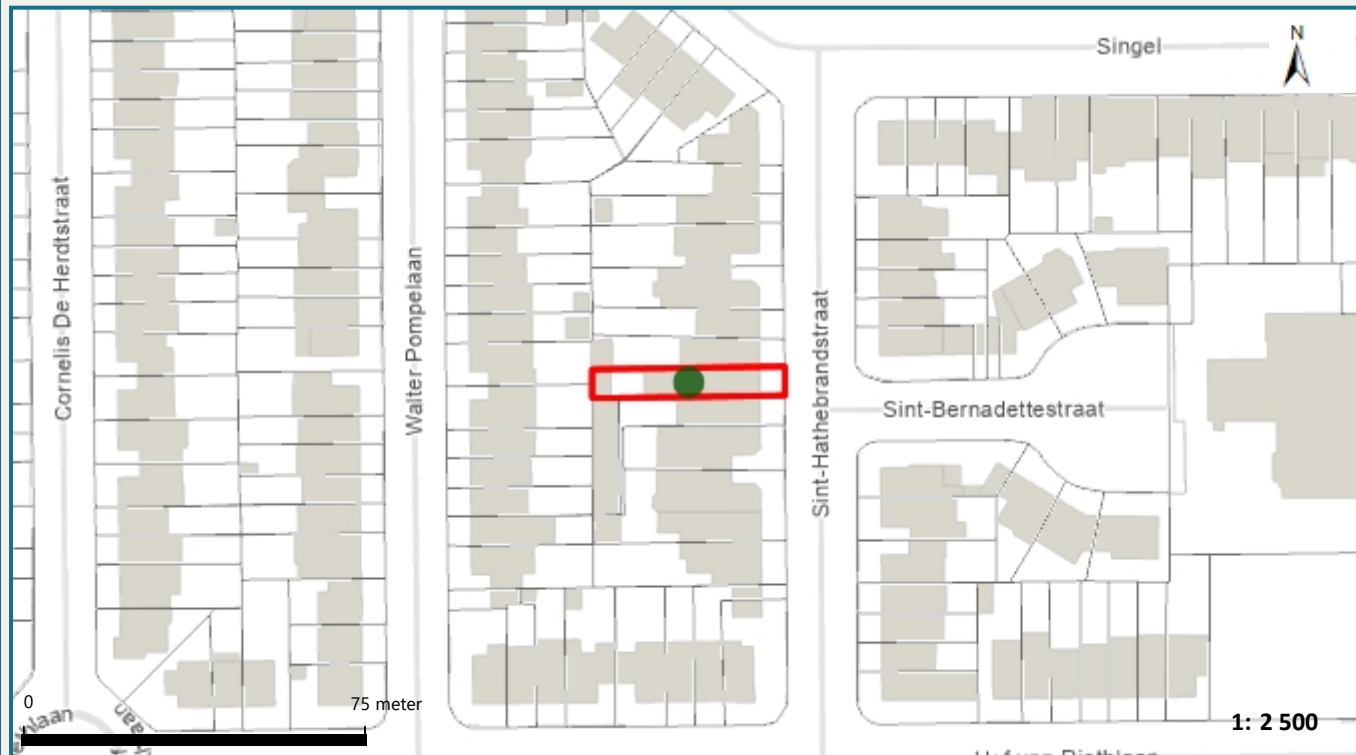 Singel
N
Cornelis De Herdtstraat
Walter Pompelaan
Sint-Hathebrandstraat
Sint-Bernadettestraat
0
75 meter
1: 2 500